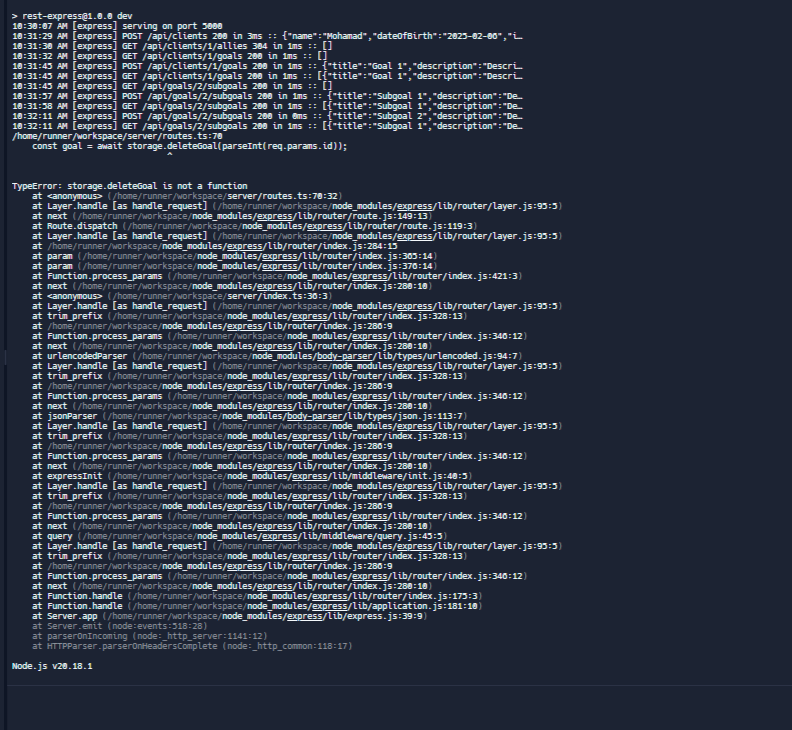 > rest-express@1.0.0 dev
10:30:07 AM [express] serving on port 5000
10:31:29 AM [express] POST /api/clients 200 in 3ms :: {"name":"Mohamad","dateOfBirth":"2025-02-06","i…
10:31:30 AM [express] GET /api/clients/1/allies 304 in 1ms :: []
10:31:32 AM [express] GET /api/clients/1/goals 200 in 1ms :: []
10:31:45 AM [express] POST /api/clients/1/goals 200 in 1ms :: {"title":"Goal 1","description":"Descri…
10:31:45 AM [express] GET /api/clients/1/goals 200 in 1ms :: [{"title":"Goal 1","description":"Descri…
10:31:45 AM [express] GET /api/goals/2/subgoals 200 in 1ms :: []
10:31:57 AM [express] POST /api/goals/2/subgoals 200 in 1ms :: {"title":"Subgoal 1","description":"De…
10:31:58 AM [express] GET /api/goals/2/subgoals 200 in 1ms :: [{"title":"Subgoal 1","description":"De…
10:32:11 AM [express] POST /api/goals/2/subgoals 200 in 0ms :: {"title":"Subgoal 2","description":"De…
10:32:11 AM [express] GET /api/goals/2/subgoals 200 in 1ms :: [{"title":"Subgoal 1","description":"De…
/home/runner/workspace/server/routes.ts:70
const goal = await storage.deleteGoal(parseInt(req.params.id));
^
TypeError: storage.deleteGoal is not a function
at <anonymous> (/home/runner/workspace/server/routes.ts:70:32)
at Layer.handle [as handle_request] (/home/runner/workspace/node_modules/express/lib/router/layer.js:95:5)
at next (/home/runner/workspace/node_modules/express/lib/router/route.js:149:13)
at Route.dispatch (/home/runner/workspace/node_modules/express/lib/router/route.js:119:3)
at Layer.handle [as handle_request] (/home/runner/workspace/node_modules/express/lib/router/layer.js:95:5)
at /home/runner/workspace/node_modules/express/lib/router/index.js:284:15
at param (/home/runner/workspace/node_modules/express/lib/router/index.js:365:14)
at param (/home/runner/workspace/node_modules/express/lib/router/index.js:376:14)
at Function.process_params (/home/runner/workspace/node_modules/express/lib/router/index.js:421:3)
at next (/home/runner/workspace/node_modules/express/lib/router/index.js:280:10)
at <anonymous> (/home/runner/workspace/server/index.ts:36:3)
at Layer.handle [as handle_request] (/home/runner/workspace/node_modules/express/lib/router/layer.js:95:5)
at trim_prefix (/home/runner/workspace/node_modules/express/lib/router/index.js:328:13)
at /home/runner/workspace/node_modules/express/lib/router/index.js:286:9
at Function.process_params (/home/runner/workspace/node_modules/express/lib/router/index.js:346:12)
at next (/home/runner/workspace/node_modules/express/lib/router/index.js:280:10)
at urlencodedParser (/home/runner/workspace/node_modules/body-parser/lib/types/urlencoded.js:94:7)
at Layer.handle [as handle_request] (/home/runner/workspace/node_modules/express/lib/router/layer.js:95:5)
at trim_prefix (/home/runner/workspace/node_modules/express/lib/router/index.js:328:13)
at /home/runner/workspace/node_modules/express/lib/router/index.js:286:9
at Function.process_params (/home/runner/workspace/node_modules/express/lib/router/index.js:346:12)
at next (/home/runner/workspace/node_modules/express/lib/router/index.js:280:10)
at jsonParser (/home/runner/workspace/node_modules/body-parser/lib/types/json.js:113:7)
at Layer.handle [as handle_request] (/home/runner/workspace/node_modules/express/lib/router/layer.js:95:5)
at trim_prefix (/home/runner/workspace/node_modules/express/lib/router/index.js:328:13)
at /home/runner/workspace/node_modules/express/lib/router/index.js:286:9
at Function.process_params (/home/runner/workspace/node_modules/express/lib/router/index.js:346:12)
at next (/home/runner/workspace/node_modules/express/lib/router/index.js:280:10)
at expressInit (/home/runner/workspace/node_modules/express/lib/middleware/init.js:40:5)
at Layer.handle [as handle_request] (/home/runner/workspace/node_modules/express/lib/router/layer.js:95:5)
at trim_prefix (/home/runner/workspace/node_modules/express/lib/router/index.js:328:13)
at /home/runner/workspace/node_modules/express/lib/router/index.js:286:9
at Function.process_params (/home/runner/workspace/node_modules/express/lib/router/index.js:346:12)
at next (/home/runner/workspace/node_modules/express/lib/router/index.js:280:10)
at query (/home/runner/workspace/node_modules/express/lib/middleware/query.js:45:5)
at Layer.handle [as handle_request] (/home/runner/workspace/node_modules/express/lib/router/layer.js:95:5)
at trim_prefix (/home/runner/workspace/node_modules/express/lib/router/index.js:328:13)
at /home/runner/workspace/node_modules/express/lib/router/index.js:286:9
at Function.process_params (/home/runner/workspace/node_modules/express/lib/router/index.js:346:12)
at next (/home/runner/workspace/node_modules/express/lib/router/index.js:280:10)
at Function.handle (/home/runner/workspace/node_modules/express/lib/router/index.js:175:3)
at Function.handle (/home/runner/workspace/node_modules/express/lib/application.js:181:10)
at Server.app (/home/runner/workspace/node_modules/express/lib/express.js:39:9)
at Server.emit (node:events:518:28)
at parserOnIncoming (node:_http_server:1141:12)
at HTTPParser.parserOnHeadersComplete (node:_http_common:118:17)
Node.js v20.18.1